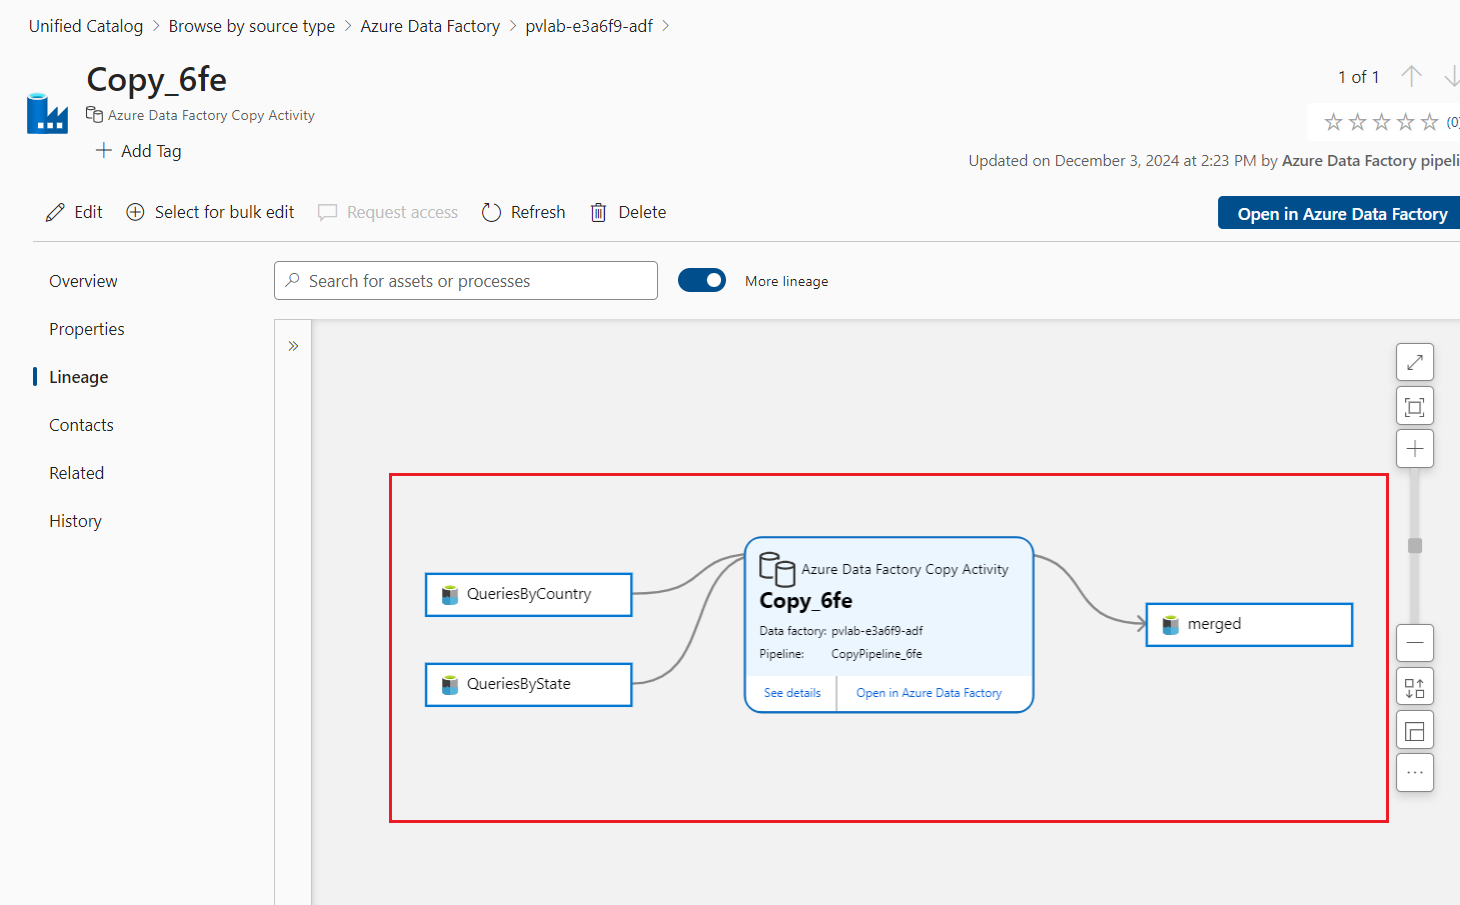 Unified Catalog > Browse by source type > Azure Data Factory > pvlab-e3a6f9-adf >
Copy_6fe
1 of 1
Azure Data Factory Copy Activity
(0)
Add Tag
Updated on December 3, 2024 at 2:23 PM by Azure Data Factory pipeli
Edit Select for bulk edit Request access Refresh Delete
Open in Azure Data Factory
Overview
Search for assets or processes
More lineage
Properties
Lineage
Contacts
Related
History
QueriesByCountry
QueriesByState
Azure Data Factory Copy Activity
Copy_6fe
Data factory: pvlab-e3a6f9-adf
Pipeline: CopyPipeline_6fe
See details Open in Azure Data Factory
merged